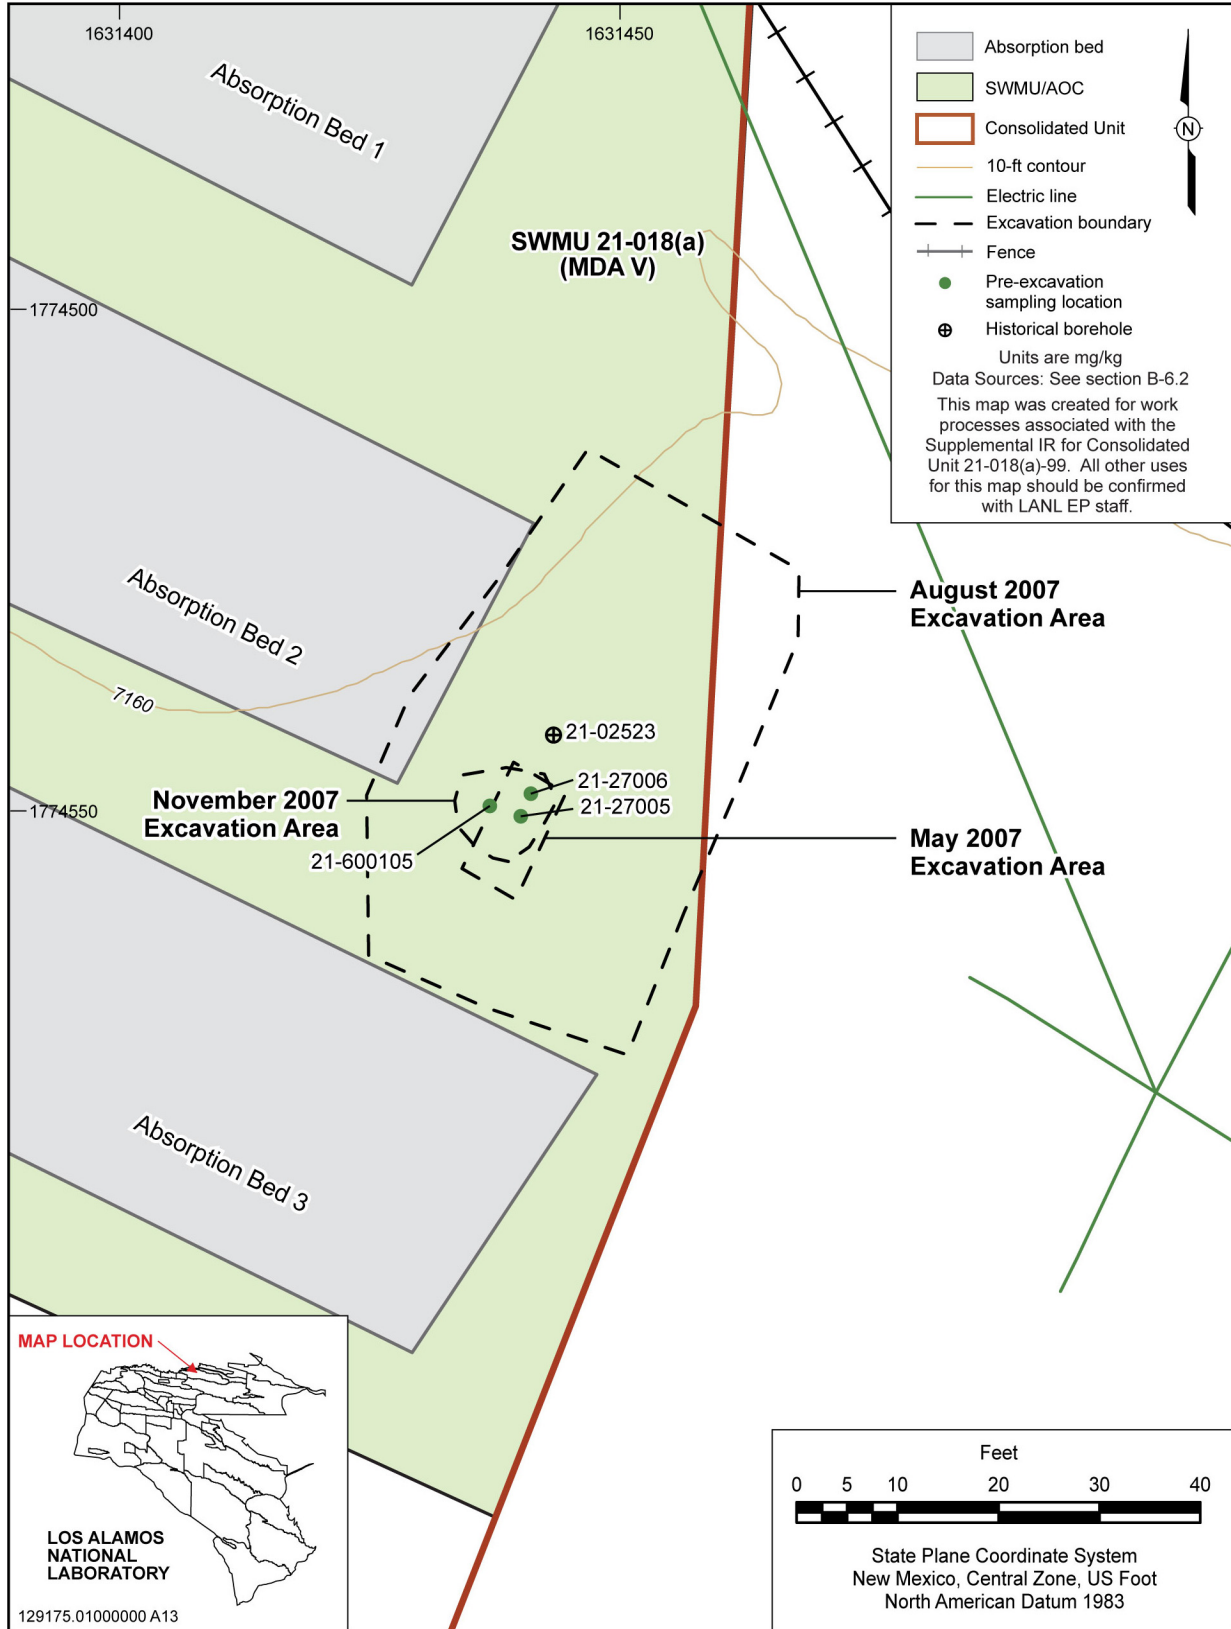 1631400
1631450
Absorption Bed 1
SWMU 21-018(a)
(MDA V)
1774500
Absorption Bed 2
7160
21-02523
21-27006
21-27005
21-600105
1774550
November 2007
Excavation Area
August 2007
Excavation Area
May 2007
Excavation Area
Absorption Bed 3
Absorption bed
SWMU/AOC
Consolidated Unit
10-ft contour
Electric line
Excavation boundary
Fence
Pre-excavation
sampling location
Historical borehole
N
Units are mg/kg
Data Sources: See section B-6.2
This map was created for work
processes associated with the
Supplemental IR for Consolidated
Unit 21-018(a)-99. All other uses
for this map should be confirmed
with LANL EP staff.
MAP LOCATION
LOS ALAMOS
NATIONAL
LABORATORY
129175.01000000 A13
Feet
0 5 10 20 30 40
State Plane Coordinate System
New Mexico, Central Zone, US Foot
North American Datum 1983